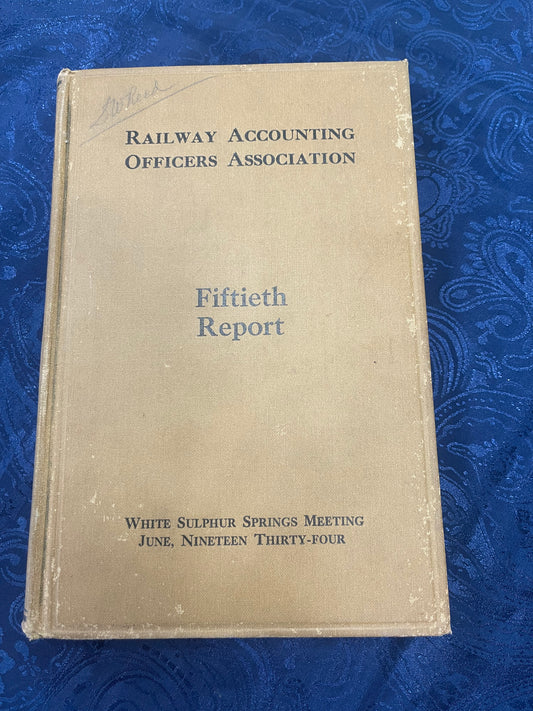 RAILWAY ACCOUNTING
OFFICERS ASSOCIATION
Fiftieth
Report
WHITE SULPHUR SPRINGS MEETING
JUNE, NINETEEN THIRTY-FOUR